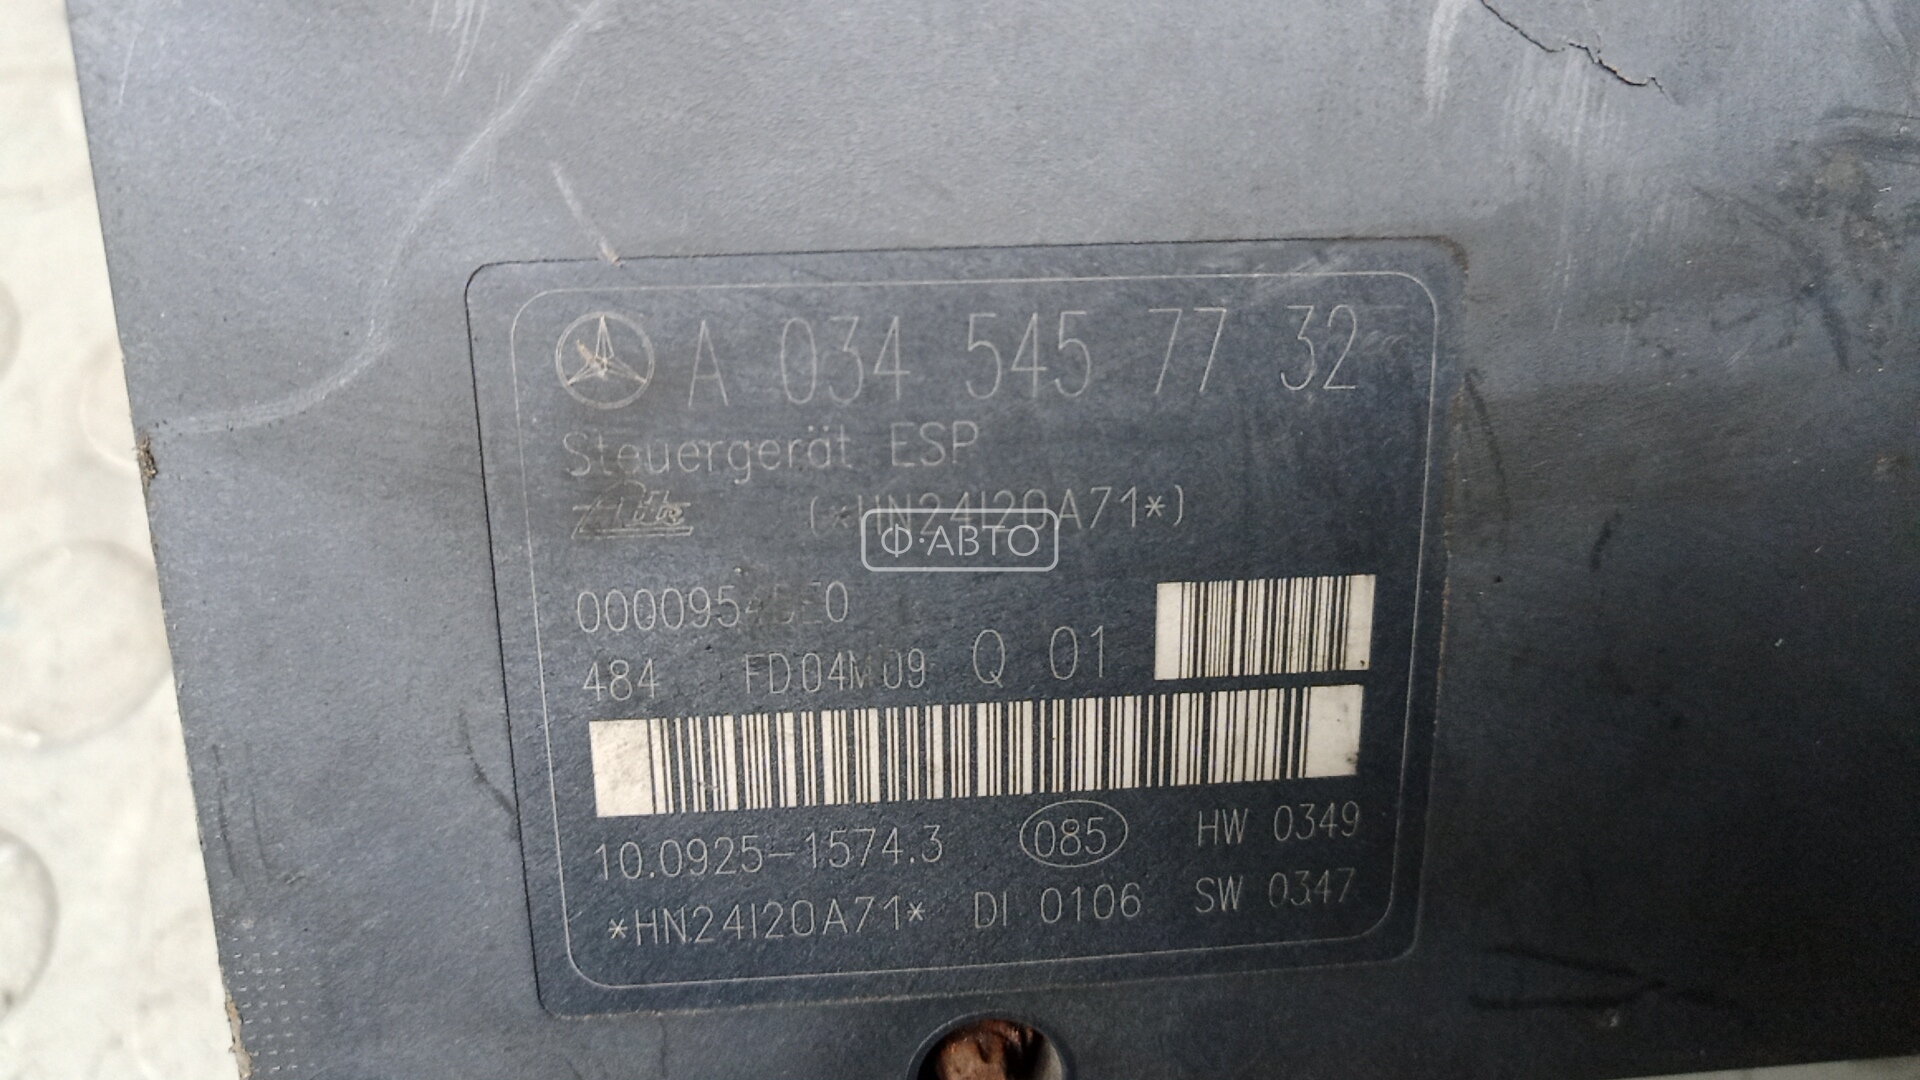 A 034 545 77 32
Steuergerät ESP
Ate (*HN24I20A71*)
Ф·АВТО
484 FD04M09 Q 01
10.0925-1574.3 085 HW 0349
*HN24I20A71* DI 0106 SW 0347